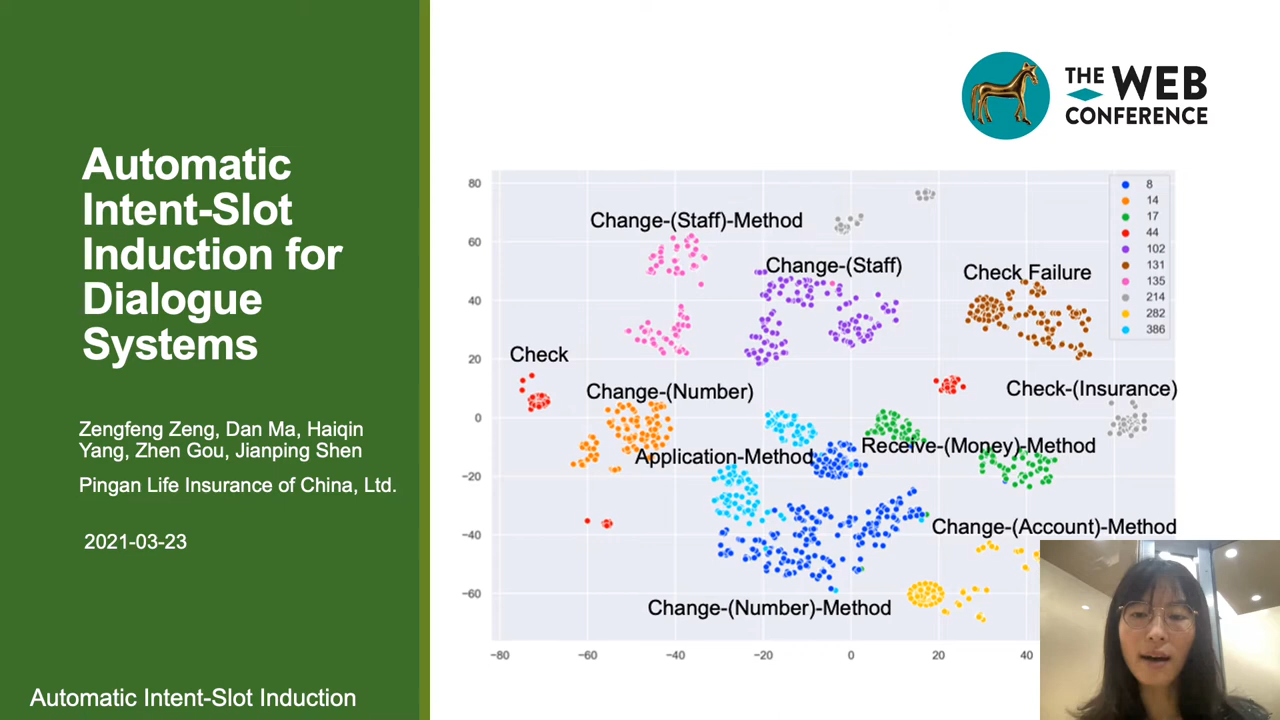 Automatic
Intent-Slot
Induction for
Dialogue
Systems
Zengfeng Zeng, Dan Ma, Haiqin
Yang, Zhen Gou, Jianping Shen
Pingan Life Insurance of China, Ltd.
2021-03-23
Automatic Intent-Slot Induction
THE WEB
CONFERENCE
80
60
40
20
0
−20
−40
−60
−80
−60
−40
−20
0
20
40
Change-(Staff)-Method
Change-(Staff)
Check Failure
Check
Change-(Number)
Check-(Insurance)
Application-Method
Receive-(Money)-Method
Change-(Account)-Method
Change-(Number)-Method
8
14
17
44
102
131
135
214
282
386